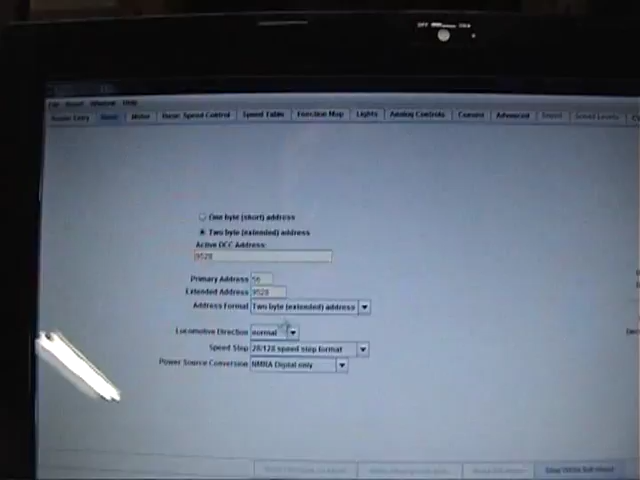 File Reset Window Help
Roster Entry Basic Motor Basic Speed Control Speed Table Function Map Lights Analog Controls Consist Advanced Sound Sound Levels
One byte (short) address
Two byte (extended) address
Active DCC Address:
9528
Primary Address 56
Extended Address 9528
Address Format Two byte (extended) address
Locomotive Direction normal
Speed Step 28/128 speed step format
Power Source Conversion NMRA Digital only